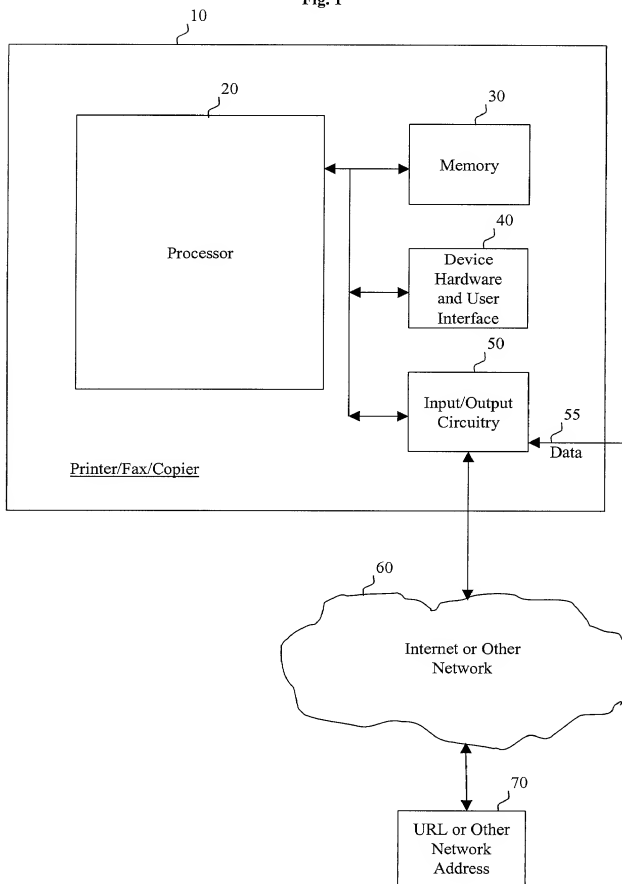 Fig. 1
10
20
30
Memory
40
Processor
Device
Hardware
and User
Interface
50
Input/Output
Circuitry
55
Data
Printer/Fax/Copier
60
Internet or Other
Network
70
URL or Other
Network
Address